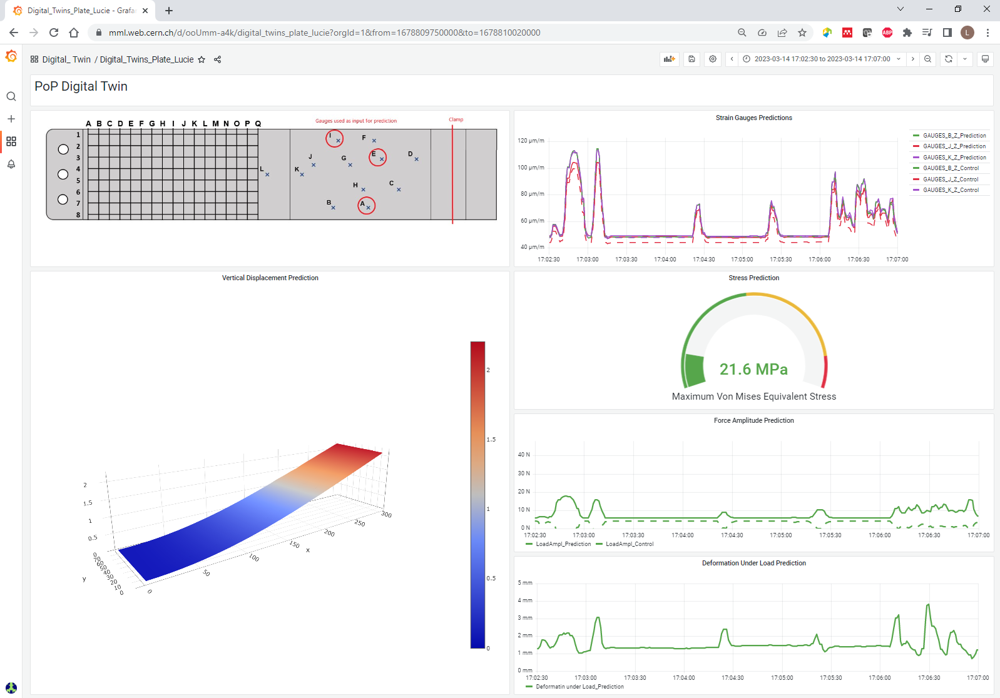 Digital_Twins_Plate_Lucie - Grafa
mml.web.cern.ch/d/ooUmm-a4k/digital_twins_plate_lucie?orgId=1&from=1678809750000&to=1678810020000
ABP
L
Digital_ Twin / Digital_Twins_Plate_Lucie
2023-03-14 17:02:30 to 2023-03-14 17:07:00
PoP Digital Twin
A B C D E F G H I J K L M N O P Q
1
2
3
4
5
6
7
8
Gauges used as input for prediction
Clamp
I
F
E
D
J
G
L
K
H
C
B
A
Strain Gauges Predictions
120 μm/m
100 μm/m
80 μm/m
60 μm/m
40 μm/m
17:02:30 17:03:00 17:03:30 17:04:00 17:04:30 17:05:00 17:05:30 17:06:00 17:06:30 17:07:00
GAUGES_B_Z_Prediction
GAUGES_J_Z_Prediction
GAUGES_K_Z_Prediction
GAUGES_B_Z_Control
GAUGES_J_Z_Control
GAUGES_K_Z_Control
Vertical Displacement Prediction
2
1.5
1
0.5
0
2
1.5
1
0.5
0
70
60
50
40
30
20
10
0
y
0
50
100
150
200
250
300
x
Stress Prediction
21.6 MPa
Maximum Von Mises Equivalent Stress
Force Amplitude Prediction
40 N
30 N
20 N
10 N
0 N
17:02:30 17:03:00 17:03:30 17:04:00 17:04:30 17:05:00 17:05:30 17:06:00 17:06:30 17:07:00
LoadAmpl_Prediction LoadAmpl_Control
Deformation Under Load Prediction
5 mm
4 mm
3 mm
2 mm
1 mm
0 mm
17:02:30 17:03:00 17:03:30 17:04:00 17:04:30 17:05:00 17:05:30 17:06:00 17:06:30 17:07:00
Deformatin under Load_Prediction